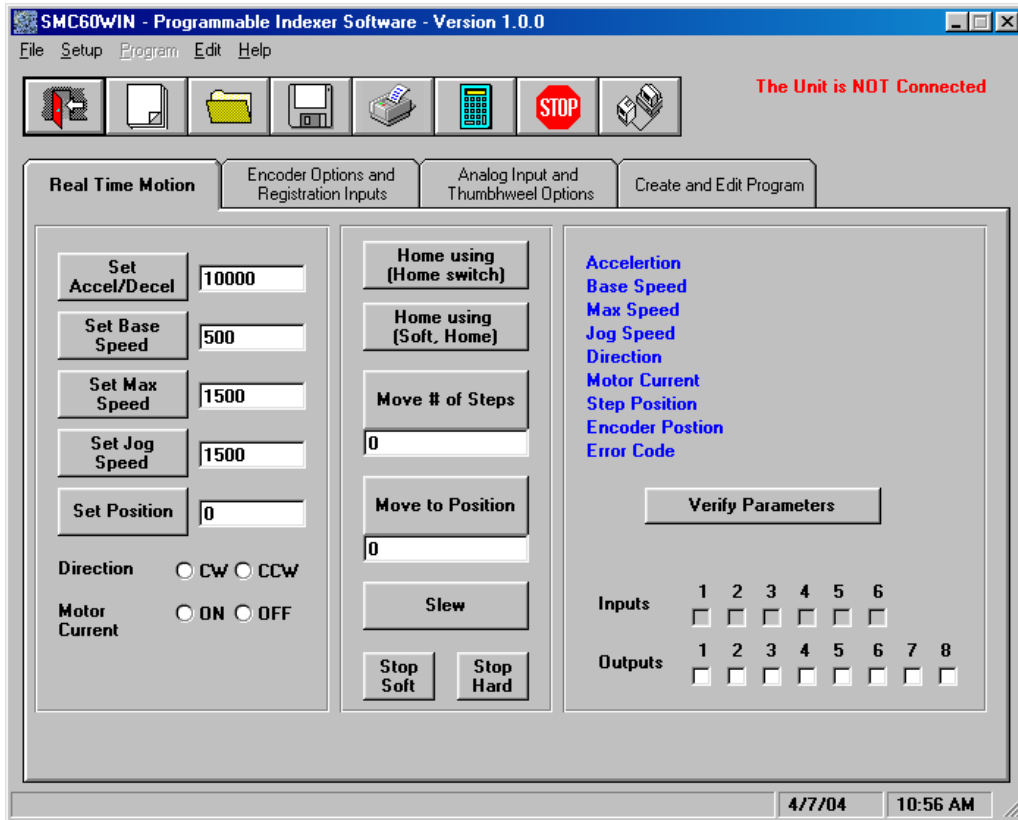 SMC60WIN - Programmable Indexer Software - Version 1.0.0
File Setup Program Edit Help
STOP
The Unit is NOT Connected
Real Time Motion
Encoder Options and
Registration Inputs
Analog Input and
Thumbhweel Options
Create and Edit Program
Set
Accel/Decel
10000
Set Base
Speed
500
Set Max
Speed
1500
Set Jog
Speed
1500
Set Position
0
Direction
CW
CCW
Motor
Current
ON
OFF
Home using
(Home switch)
Home using
(Soft, Home)
Move # of Steps
0
Move to Position
0
Slew
Stop
Soft
Stop
Hard
Accelertion
Base Speed
Max Speed
Jog Speed
Direction
Motor Current
Step Position
Encoder Postion
Error Code
Verify Parameters
Inputs
1 2 3 4 5 6
Outputs
1 2 3 4 5 6 7 8
4/7/04
10:56 AM